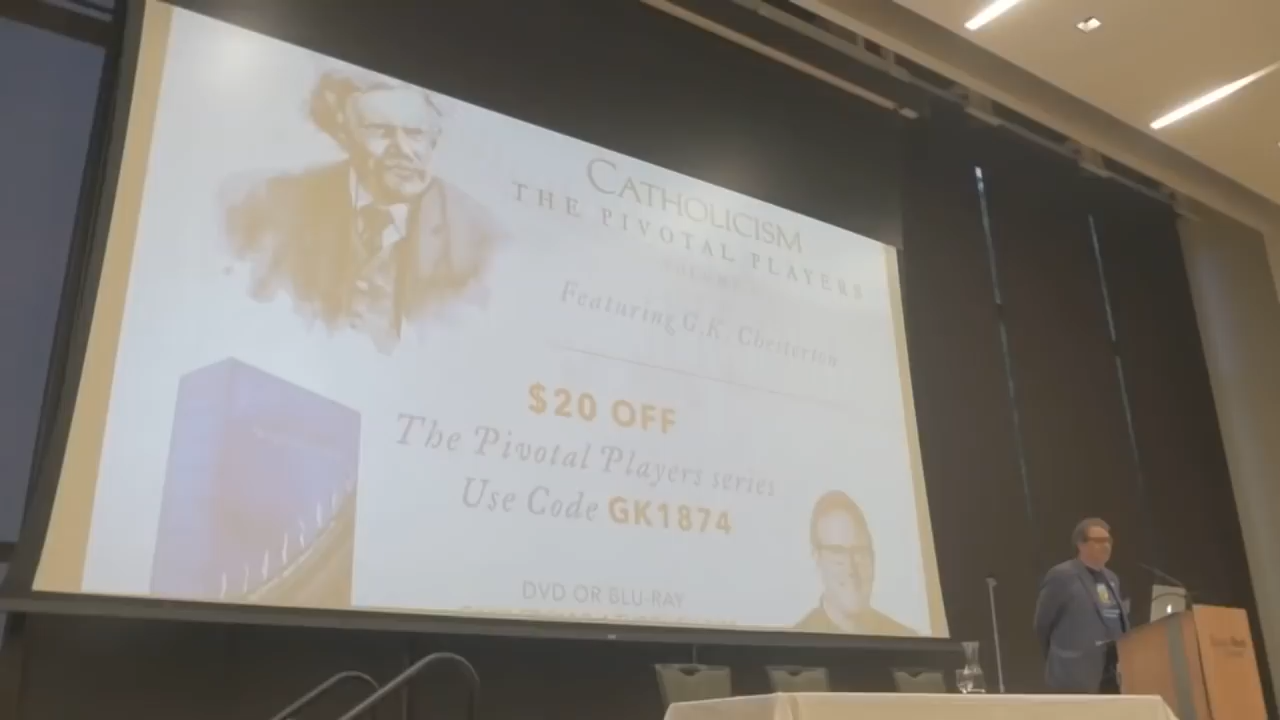 CATHOLICISM
THE PIVOTAL PLAYERS
Featuring G.K. Chesterton
$20 OFF
The Pivotal Players series
Use Code GK1874
DVD OR BLU-RAY